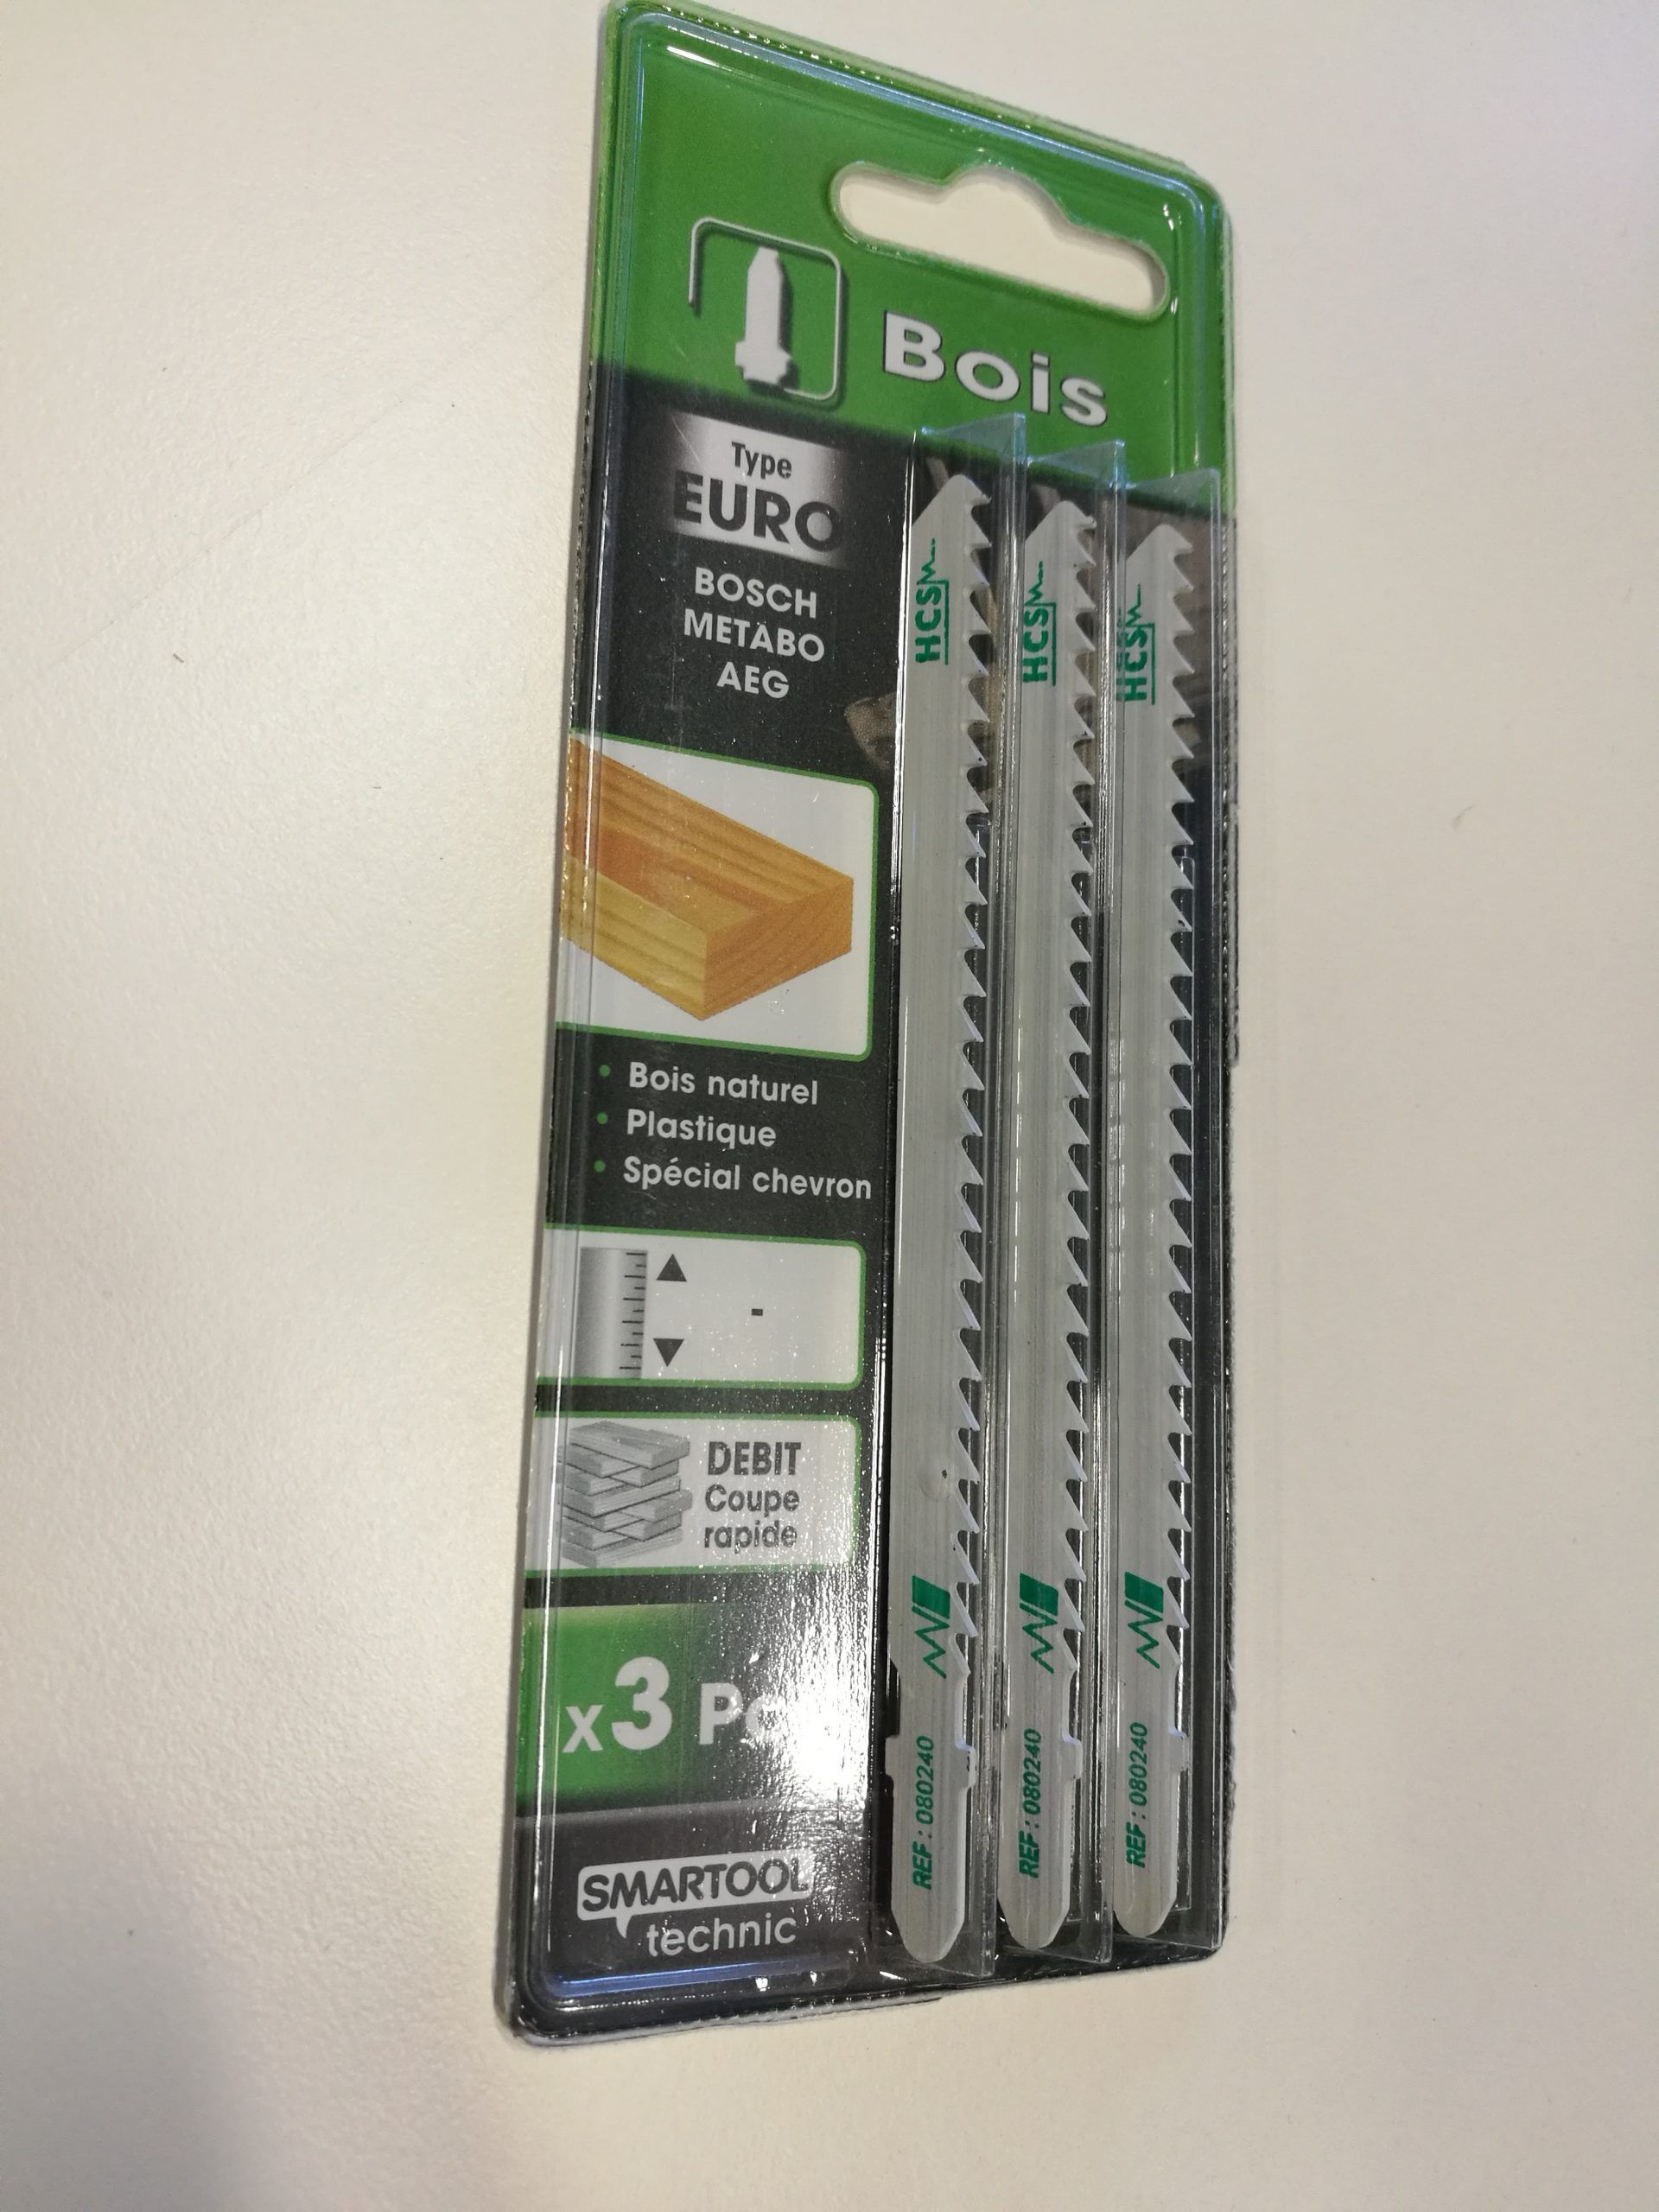 Bois
Type
EURO
BOSCH
METABO
AEG
• Bois naturel
• Plastique
• Spécial chevron
-
DEBIT
Coupe
rapide
x3
SMARTOOL
technic
HCS
REF : 080240
HCS
REF : 080240
HCS
REF : 080240